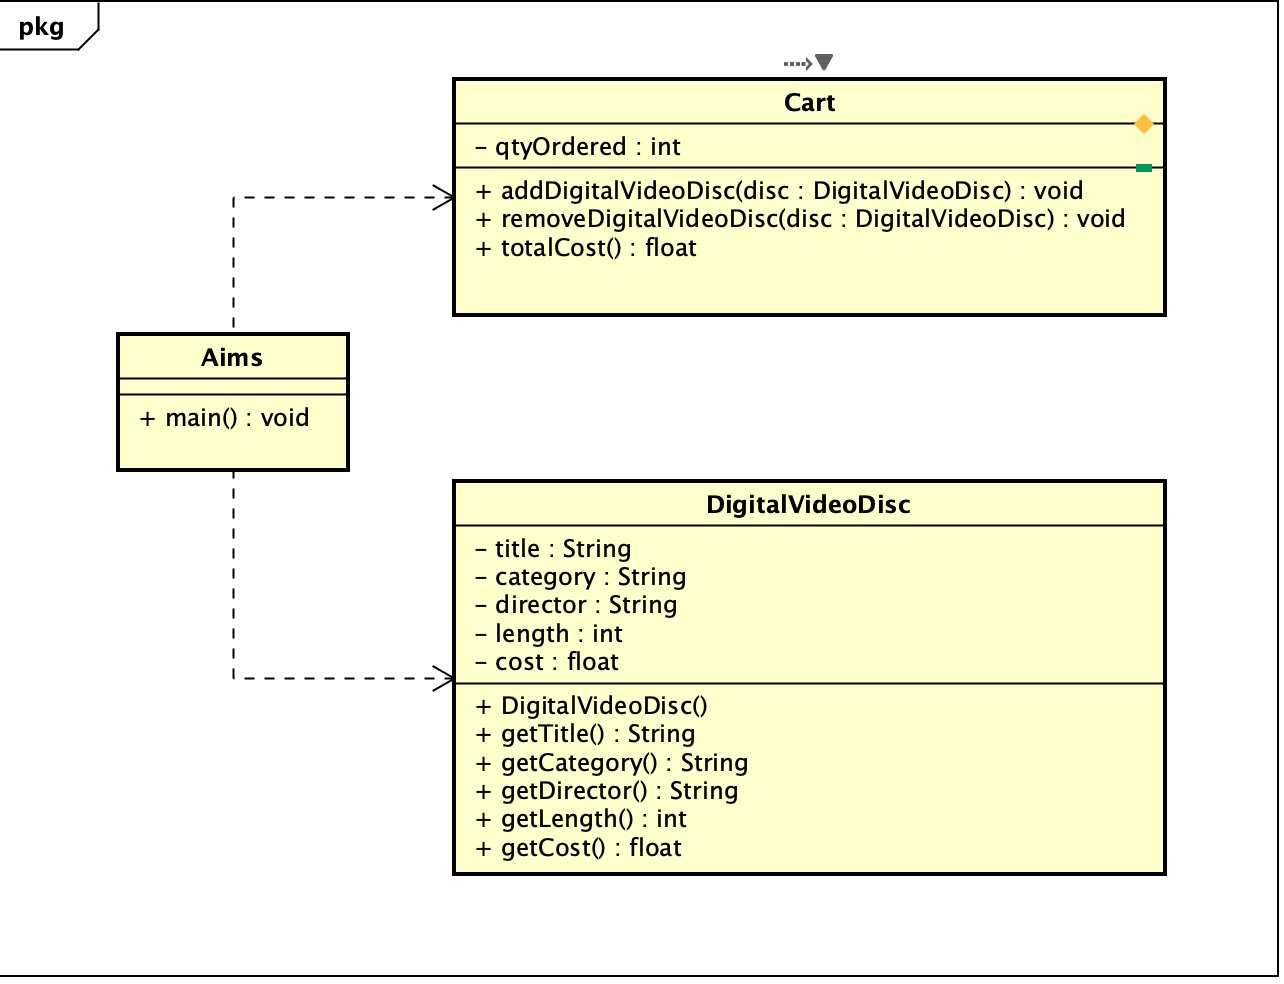 pkg
Cart
- qtyOrdered : int
+ addDigitalVideoDisc(disc : DigitalVideoDisc) : void
+ removeDigitalVideoDisc(disc : DigitalVideoDisc) : void
+ totalCost() : float
Aims
+ main() : void
DigitalVideoDisc
- title : String
- category : String
- director : String
- length : int
- cost : float
+ DigitalVideoDisc()
+ getTitle() : String
+ getCategory() : String
+ getDirector() : String
+ getLength() : int
+ getCost() : float